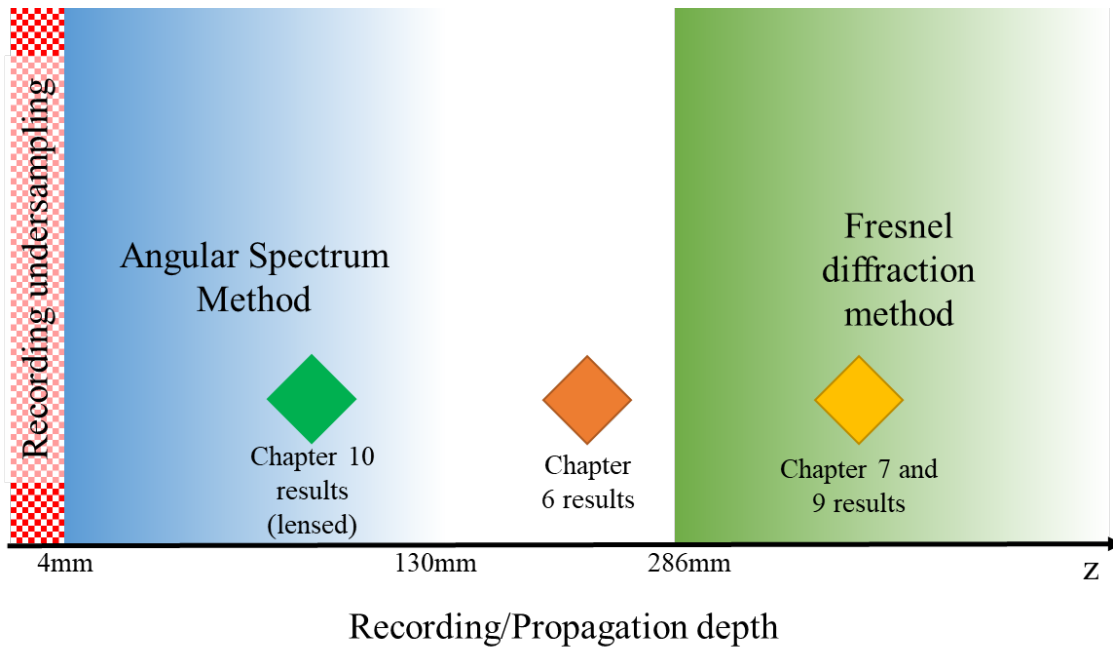 Recording undersampling
Angular Spectrum
Method
Fresnel
diffraction
method
Chapter 10
results
(lensed)
Chapter
6 results
Chapter 7 and
9 results
4mm
130mm
286mm
z
Recording/Propagation depth